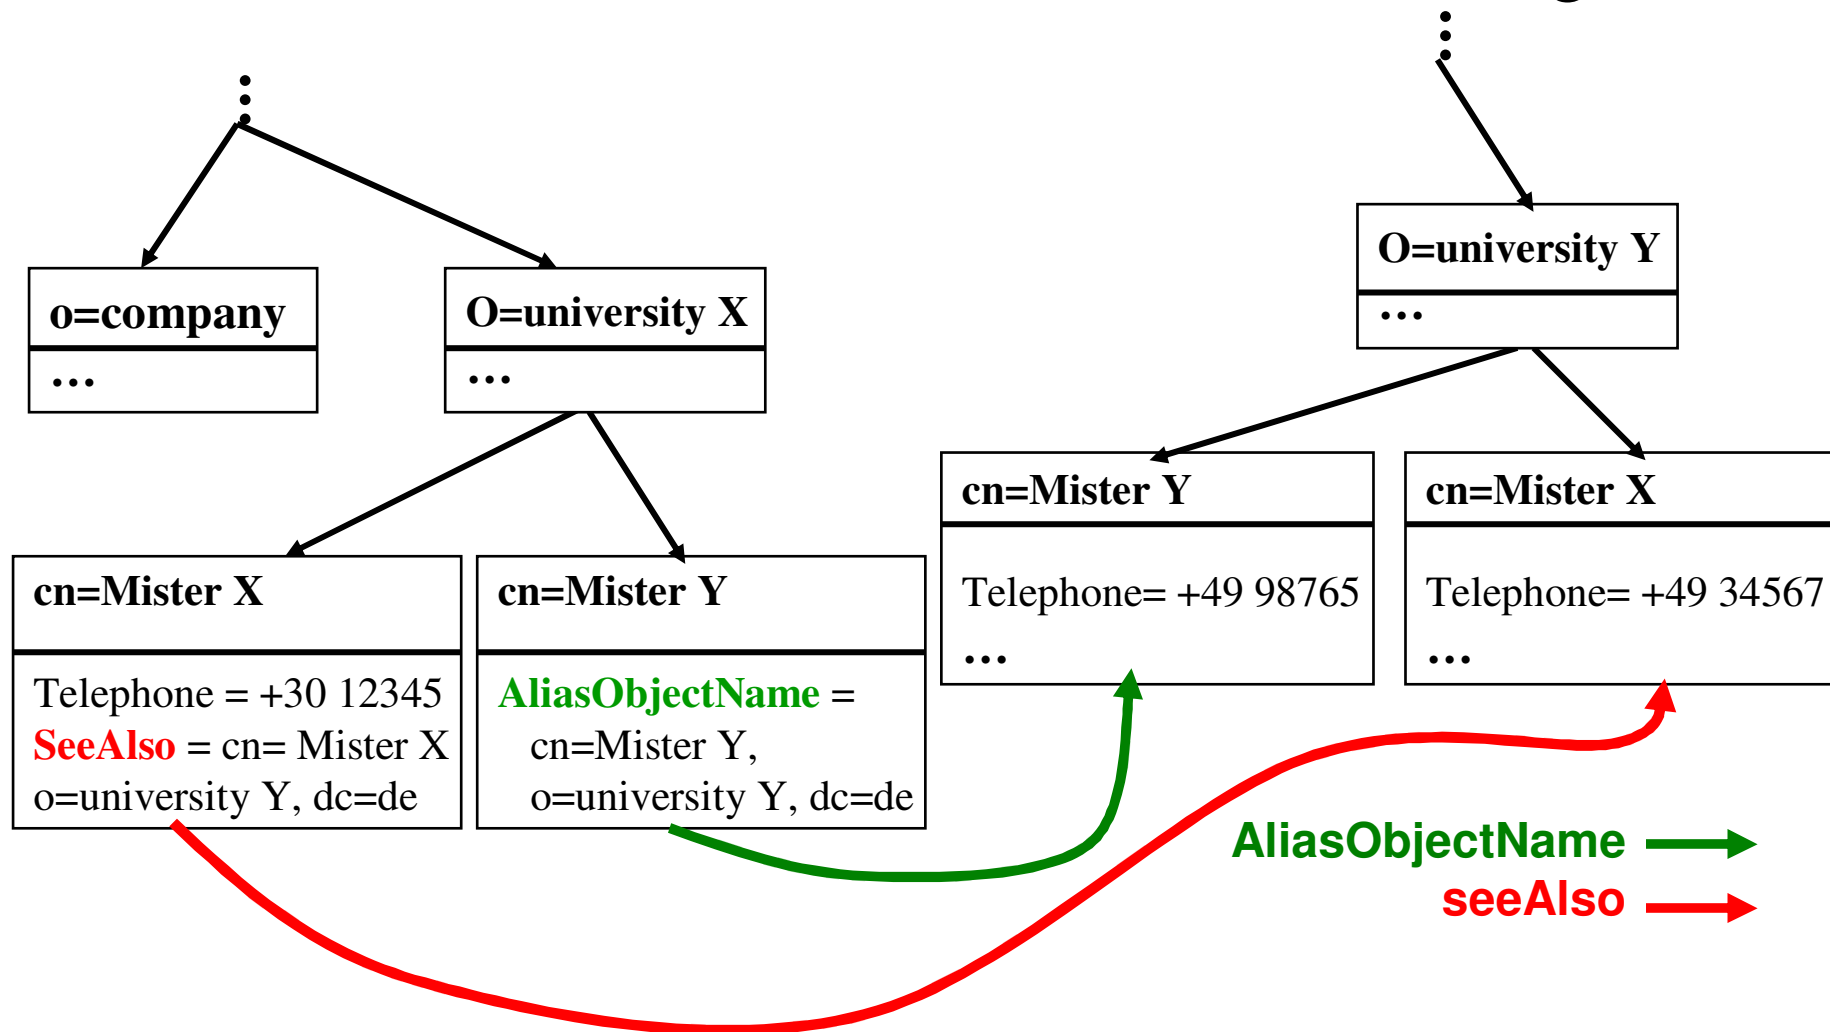 o=company
...
O=university X
...
O=university Y
...
cn=Mister X
Telephone = +30 12345
SeeAlso = cn= Mister X
o=university Y, dc=de
cn=Mister Y
AliasObjectName =
cn=Mister Y,
o=university Y, dc=de
cn=Mister Y
Telephone= +49 98765
...
cn=Mister X
Telephone= +49 34567
...
AliasObjectName
seeAlso